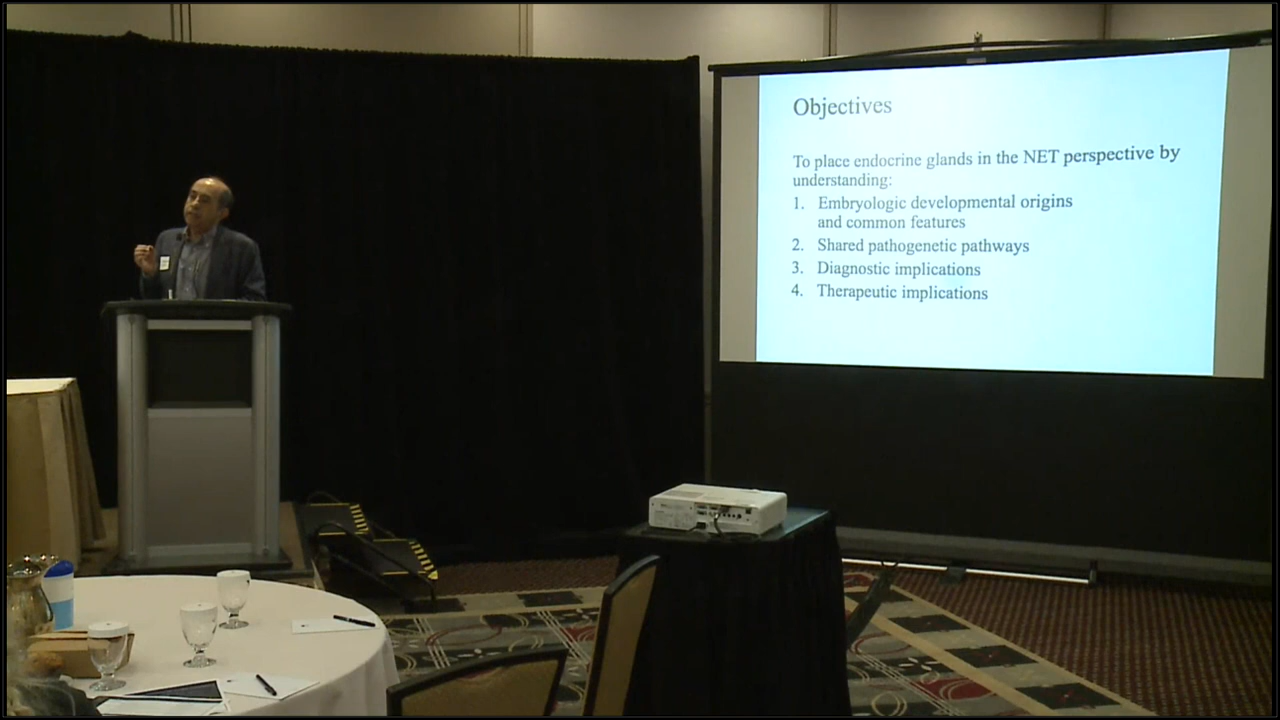 Objectives
To place endocrine glands in the NET perspective by
understanding:
1. Embryologic developmental origins
and common features
2. Shared pathogenetic pathways
3. Diagnostic implications
4. Therapeutic implications